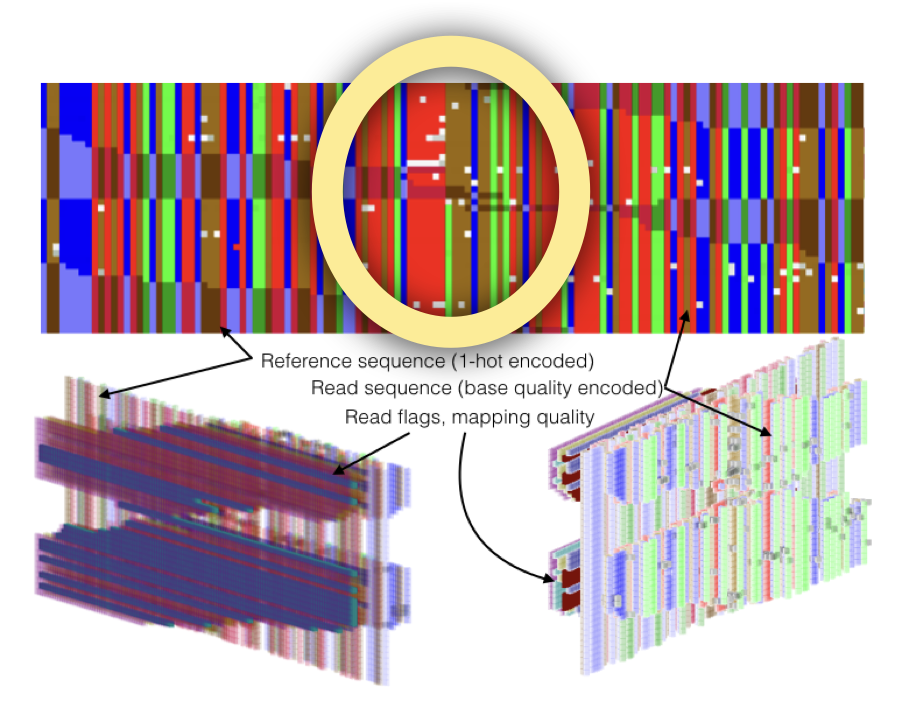 Reference sequence (1-hot encoded)
Read sequence (base quality encoded)
Read flags, mapping quality